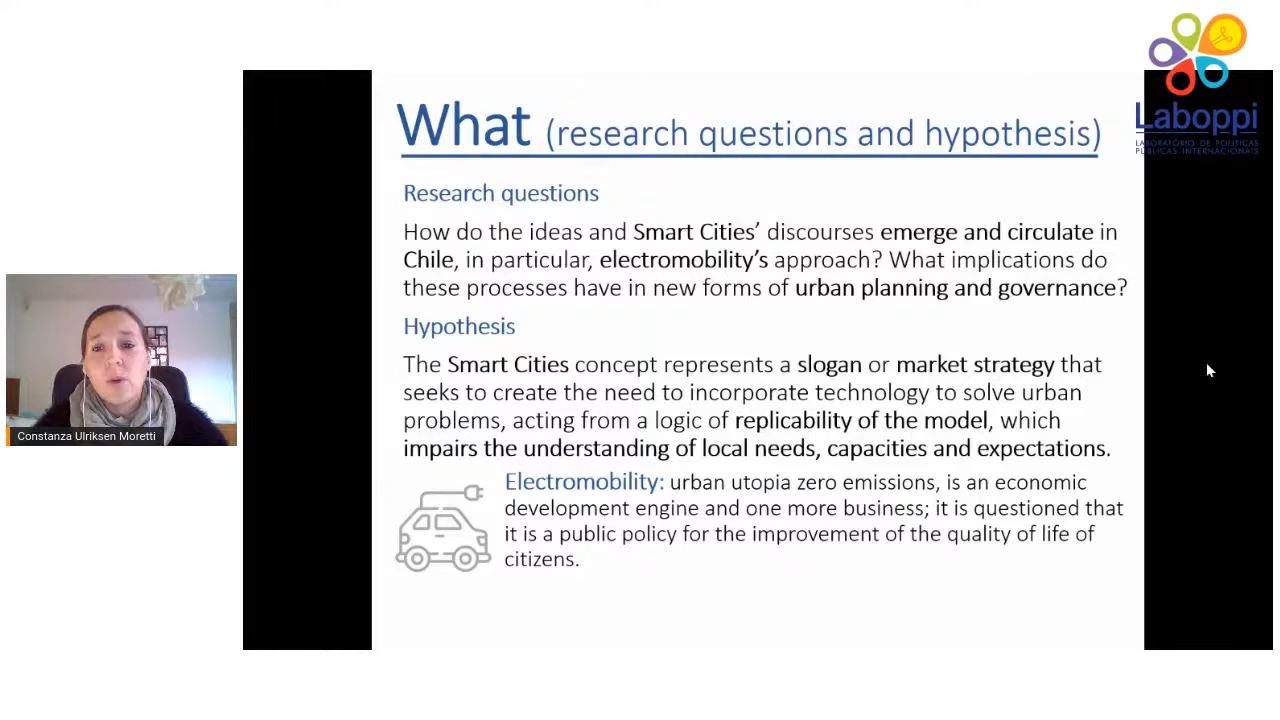 Laboppi
LABORATÓRIO DE POLÍTICAS
PÚBLICAS INTERNACIONAIS
What (research questions and hypothesis)
Research questions
How do the ideas and Smart Cities’ discourses emerge and circulate in
Chile, in particular, electromobility’s approach? What implications do
these processes have in new forms of urban planning and governance?
Hypothesis
The Smart Cities concept represents a slogan or market strategy that
seeks to create the need to incorporate technology to solve urban
problems, acting from a logic of replicability of the model, which
impairs the understanding of local needs, capacities and expectations.
Electromobility: urban utopia zero emissions, is an economic
development engine and one more business; it is questioned that
it is a public policy for the improvement of the quality of life of
citizens.
Constanza Ulriksen Moretti